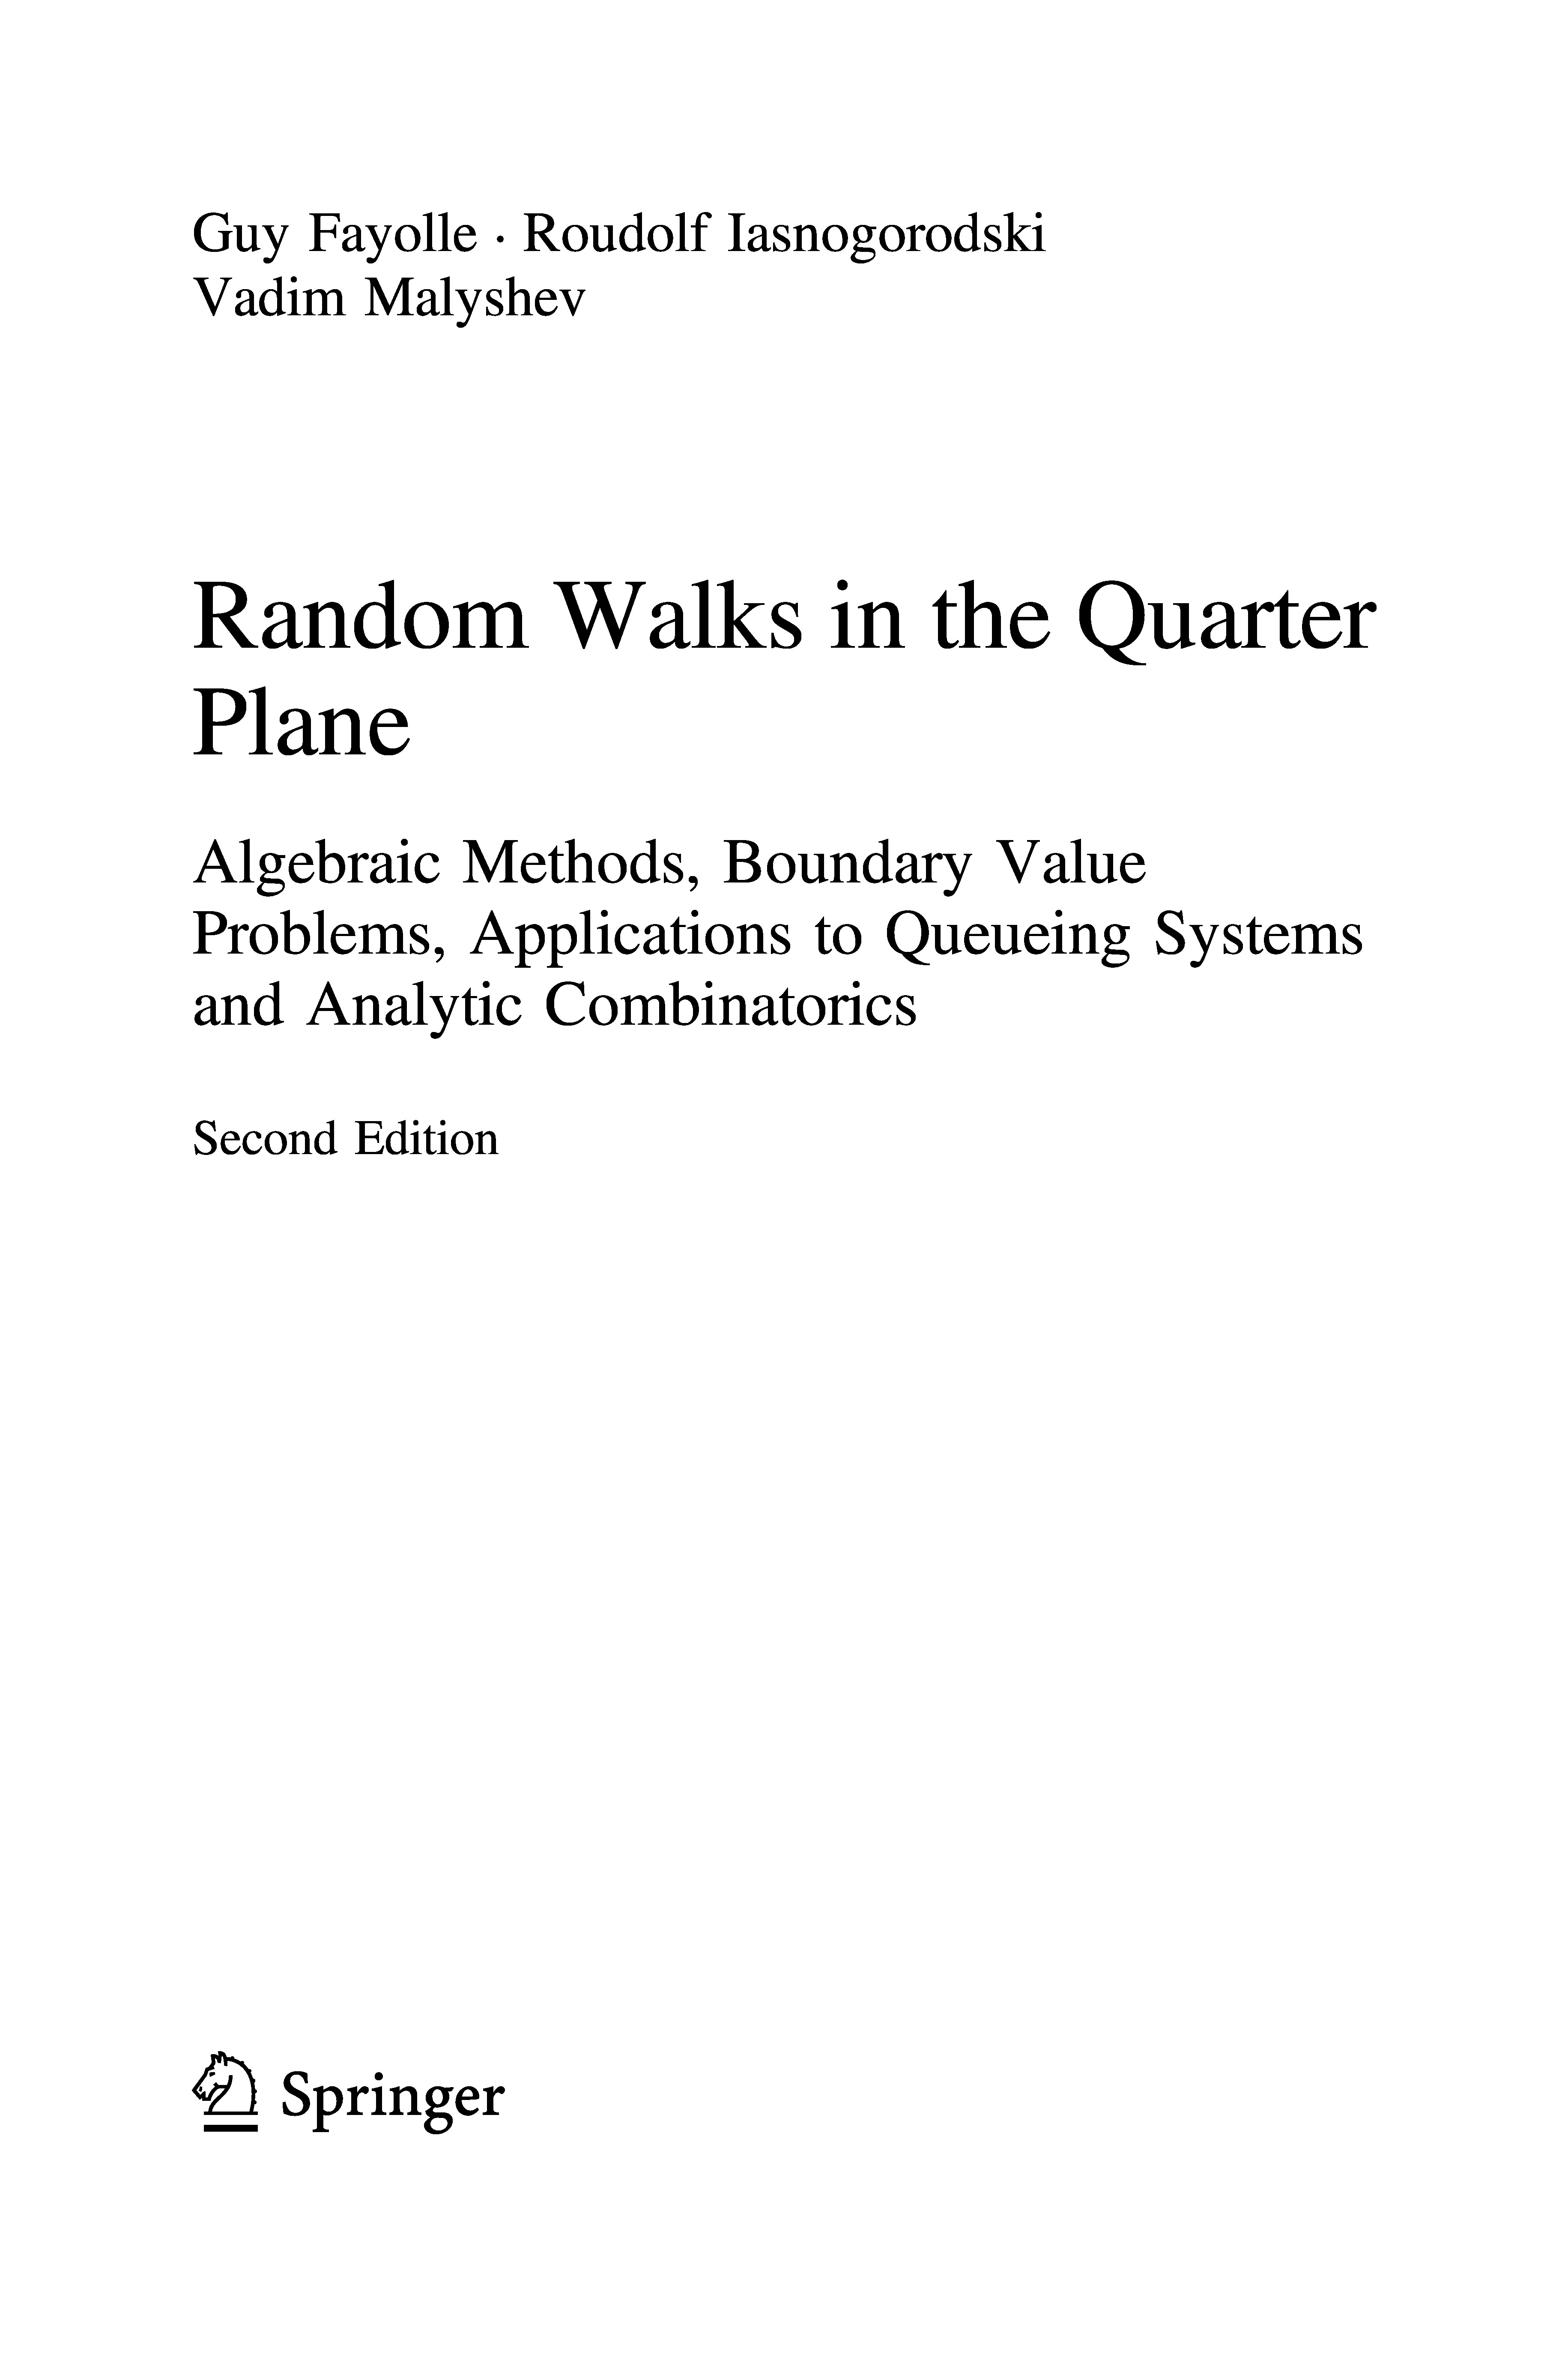 Guy Fayolle · Roudolf Iasnogorodski
Vadim Malyshev
Random Walks in the Quarter
Plane
Algebraic Methods, Boundary Value
Problems, Applications to Queueing Systems
and Analytic Combinatorics
Second Edition
Springer